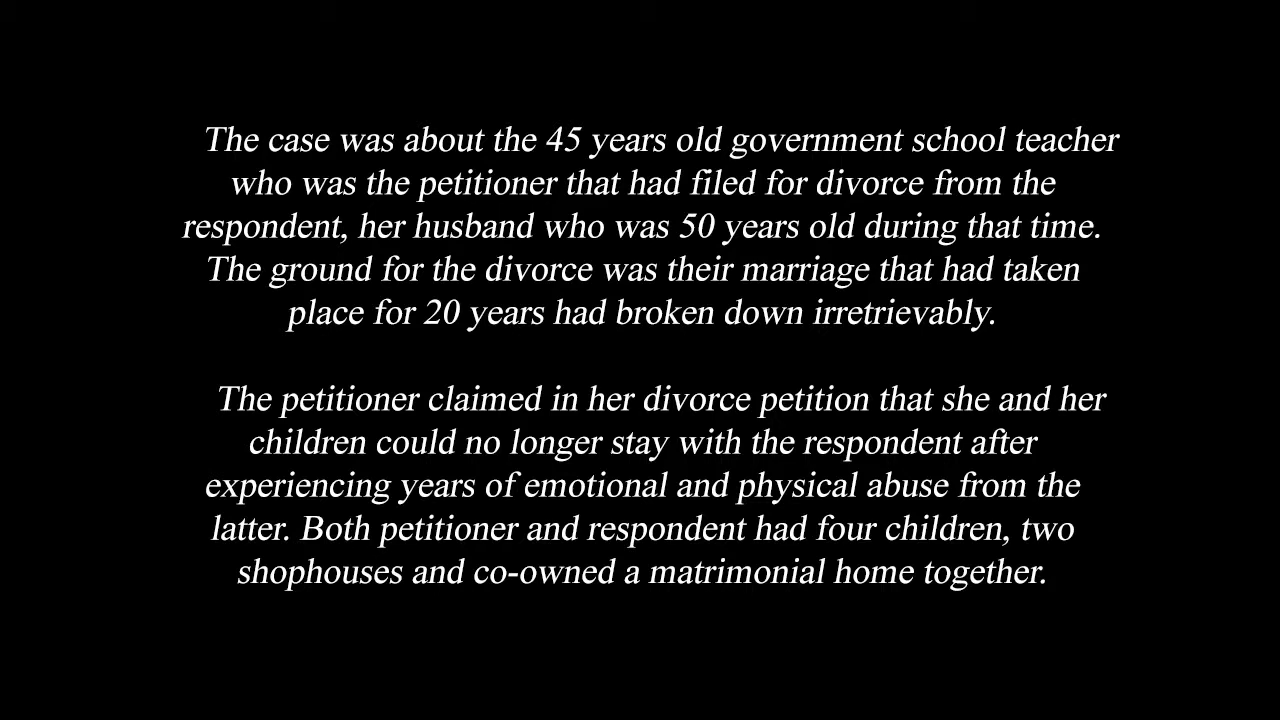 The case was about the 45 years old government school teacher
who was the petitioner that had filed for divorce from the
respondent, her husband who was 50 years old during that time.
The ground for the divorce was their marriage that had taken
place for 20 years had broken down irretrievably.
The petitioner claimed in her divorce petition that she and her
children could no longer stay with the respondent after
experiencing years of emotional and physical abuse from the
latter. Both petitioner and respondent had four children, two
shophouses and co-owned a matrimonial home together.